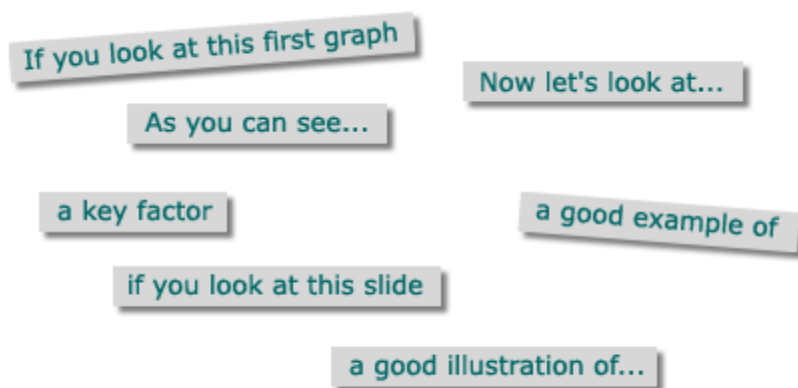 If you look at this first graph
Now let's look at...
As you can see...
a key factor
a good example of
if you look at this slide
a good illustration of...